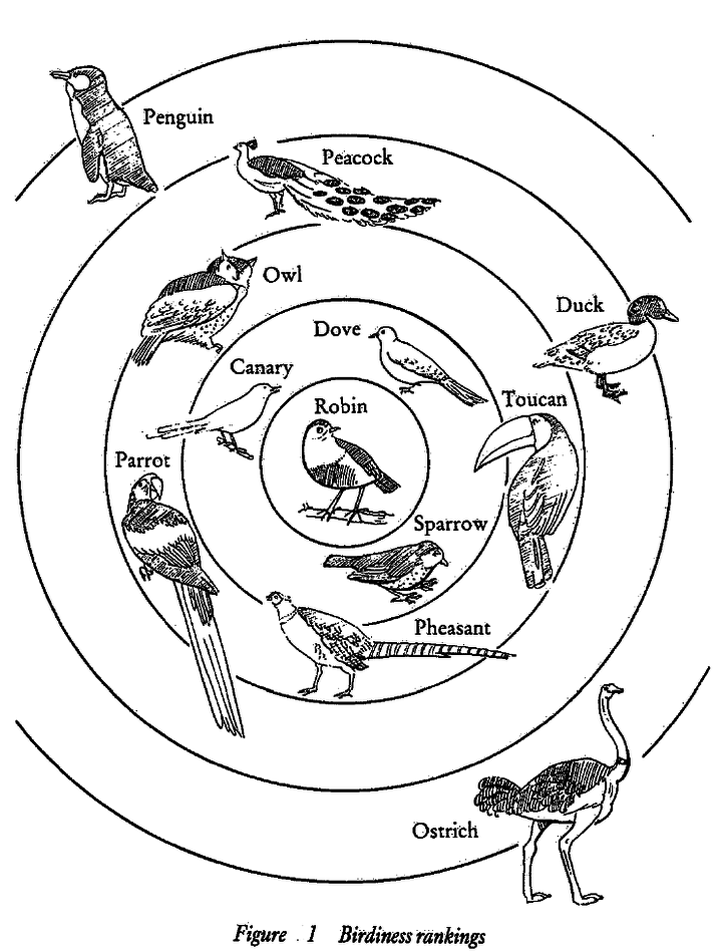 Penguin
Peacock
Owl
Duck
Dove
Canary
Toucan
Robin
Parrot
Sparrow
Pheasant
Ostrich
Figure 1 Birdiness rankings